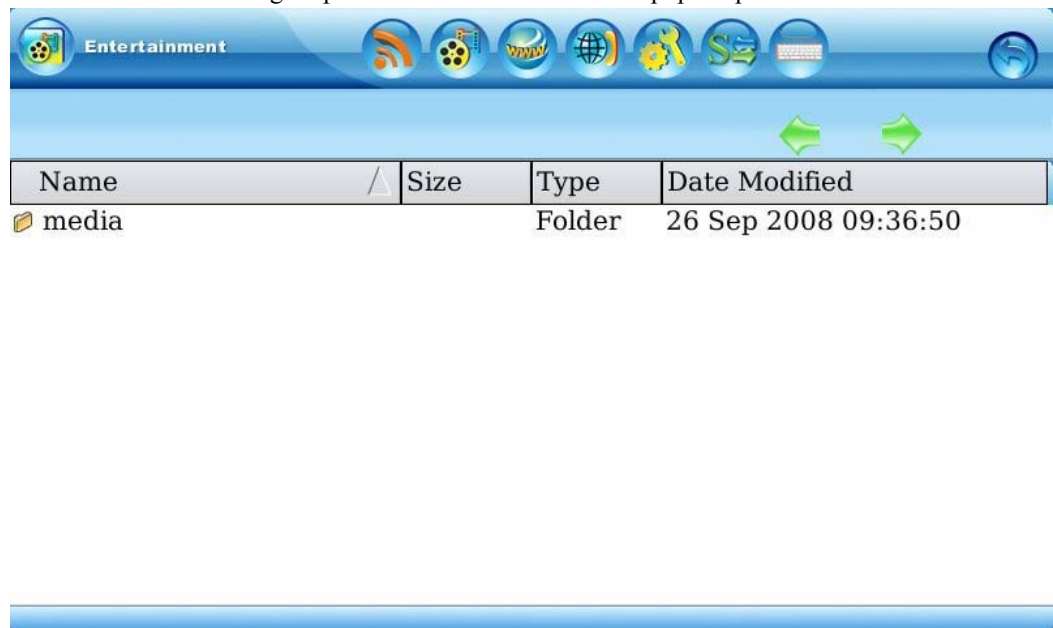 Entertainment
www
S
Name Size Type Date Modified
media Folder 26 Sep 2008 09:36:50